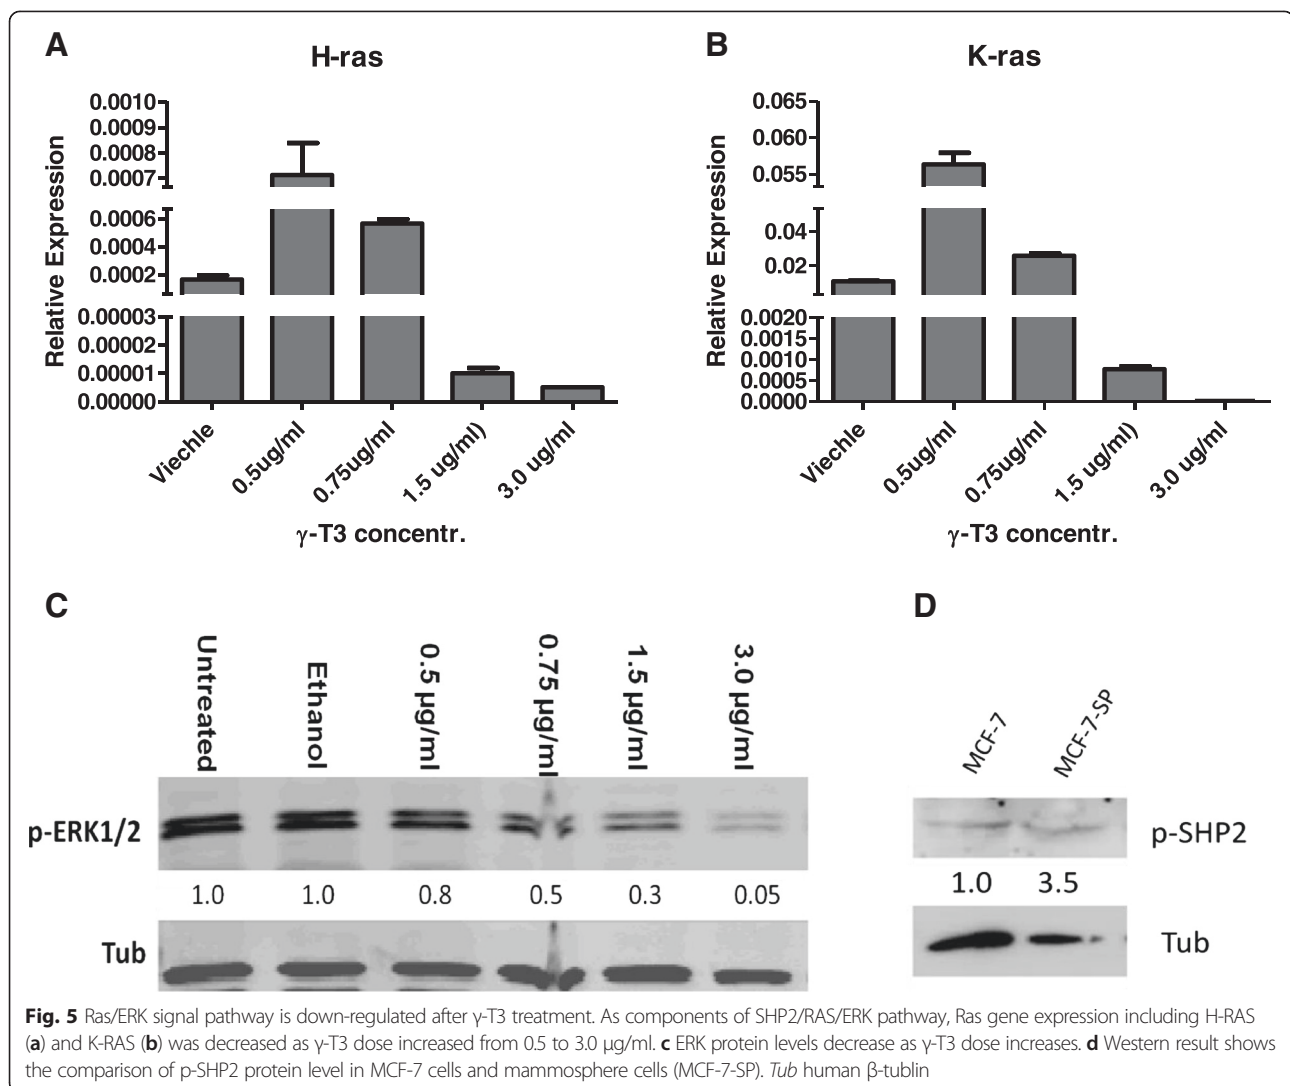 A
H-ras
Relative Expression
0.0010
0.0009
0.0008
0.0007
0.0006
0.0004
0.0002
0.00003
0.00002
0.00001
0.00000
Viechle
0.5ug/ml
0.75ug/ml
1.5 ug/ml)
3.0 ug/ml
γ-T3 concentr.
B
K-ras
Relative Expression
0.065
0.060
0.055
0.04
0.02
0.0020
0.0015
0.0010
0.0005
0.0000
Viechle
0.5ug/ml
0.75ug/ml
1.5 ug/ml)
3.0 ug/ml
γ-T3 concentr.
C
Untreated
Ethanol
0.5 µg/ml
0.75 µg/ml
1.5 µg/ml
3.0 µg/ml
p-ERK1/2
1.0 1.0 0.8 0.5 0.3 0.05
Tub
D
MCF-7
MCF-7-SP
p-SHP2
1.0 3.5
Tub
Fig. 5 Ras/ERK signal pathway is down-regulated after γ-T3 treatment. As components of SHP2/RAS/ERK pathway, Ras gene expression including H-RAS
(a) and K-RAS (b) was decreased as γ-T3 dose increased from 0.5 to 3.0 µg/ml. c ERK protein levels decrease as γ-T3 dose increases. d Western result shows
the comparison of p-SHP2 protein level in MCF-7 cells and mammosphere cells (MCF-7-SP). Tub human β-tublin